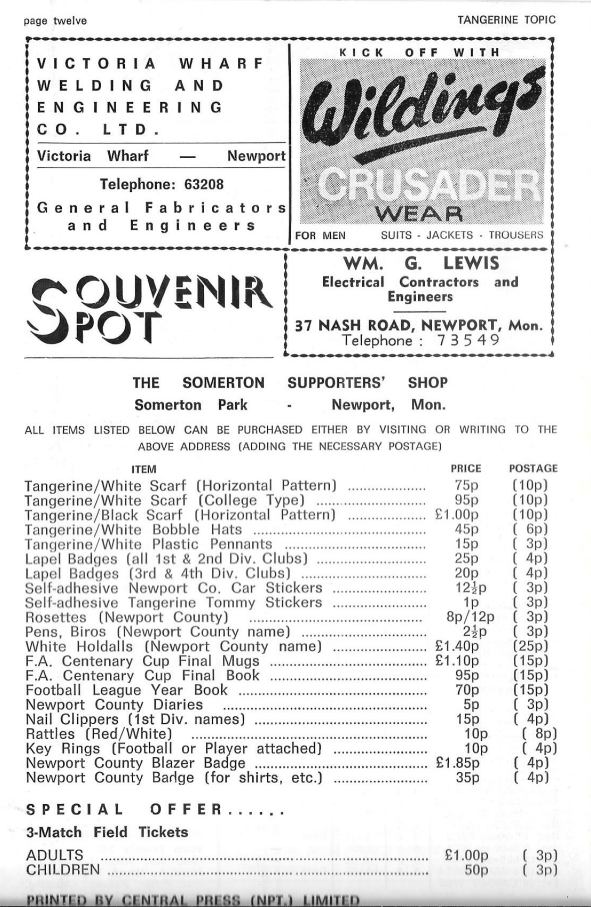 page twelve
TANGERINE TOPIC
VICTORIA WHARF
WELDING AND
ENGINEERING
CO. LTD.
Victoria Wharf — Newport
Telephone: 63208
General Fabricators
and Engineers
KICK OFF WITH
Wildings
CRUSADER
WEAR
FOR MEN SUITS - JACKETS - TROUSERS
SOUVENIR
SPOT
WM. G. LEWIS
Electrical Contractors and
Engineers
37 NASH ROAD, NEWPORT, Mon.
Telephone : 73549
THE SOMERTON SUPPORTERS' SHOP
Somerton Park - Newport, Mon.
ALL ITEMS LISTED BELOW CAN BE PURCHASED EITHER BY VISITING OR WRITING TO THE
ABOVE ADDRESS (ADDING THE NECESSARY POSTAGE)
ITEM PRICE POSTAGE
Tangerine/White Scarf (Horizontal Pattern) ..................... 75p (10p)
Tangerine/White Scarf (College Type) ............................. 95p (10p)
Tangerine/Black Scarf (Horizontal Pattern) ..................... £1.00p (10p)
Tangerine/White Bobble Hats ............................................. 45p ( 6p)
Tangerine/White Plastic Pennants ..................................... 15p ( 3p)
Lapel Badges (all 1st & 2nd Div. Clubs) ............................. 25p ( 4p)
Lapel Badges (3rd & 4th Div. Clubs) ................................. 20p ( 4p)
Self-adhesive Newport Co. Car Stickers ......................... 12½p ( 3p)
Self-adhesive Tangerine Tommy Stickers ......................... 1p ( 3p)
Rosettes (Newport County) ............................................. 8p/12p ( 3p)
Pens, Biros (Newport County name) ................................. 2½p ( 3p)
White Holdalls (Newport County name) ......................... £1.40p (25p)
F.A. Centenary Cup Final Mugs ......................................... £1.10p (15p)
F.A. Centenary Cup Final Book ......................................... 95p (15p)
Football League Year Book ................................................. 70p (15p)
Newport County Diaries ..................................................... 5p ( 3p)
Nail Clippers (1st Div. names) ............................................. 15p ( 4p)
Rattles (Red/White) ............................................................. 10p ( 8p)
Key Rings (Football or Player attached) ......................... 10p ( 4p)
Newport County Blazer Badge ......................................... £1.85p ( 4p)
Newport County Badge (for shirts, etc.) ......................... 35p ( 4p)
SPECIAL OFFER......
3-Match Field Tickets
ADULTS ..................................................................................... £1.00p ( 3p)
CHILDREN ................................................................................. 50p ( 3p)
PRINTED BY CENTRAL PRESS (NPT.) LIMITED